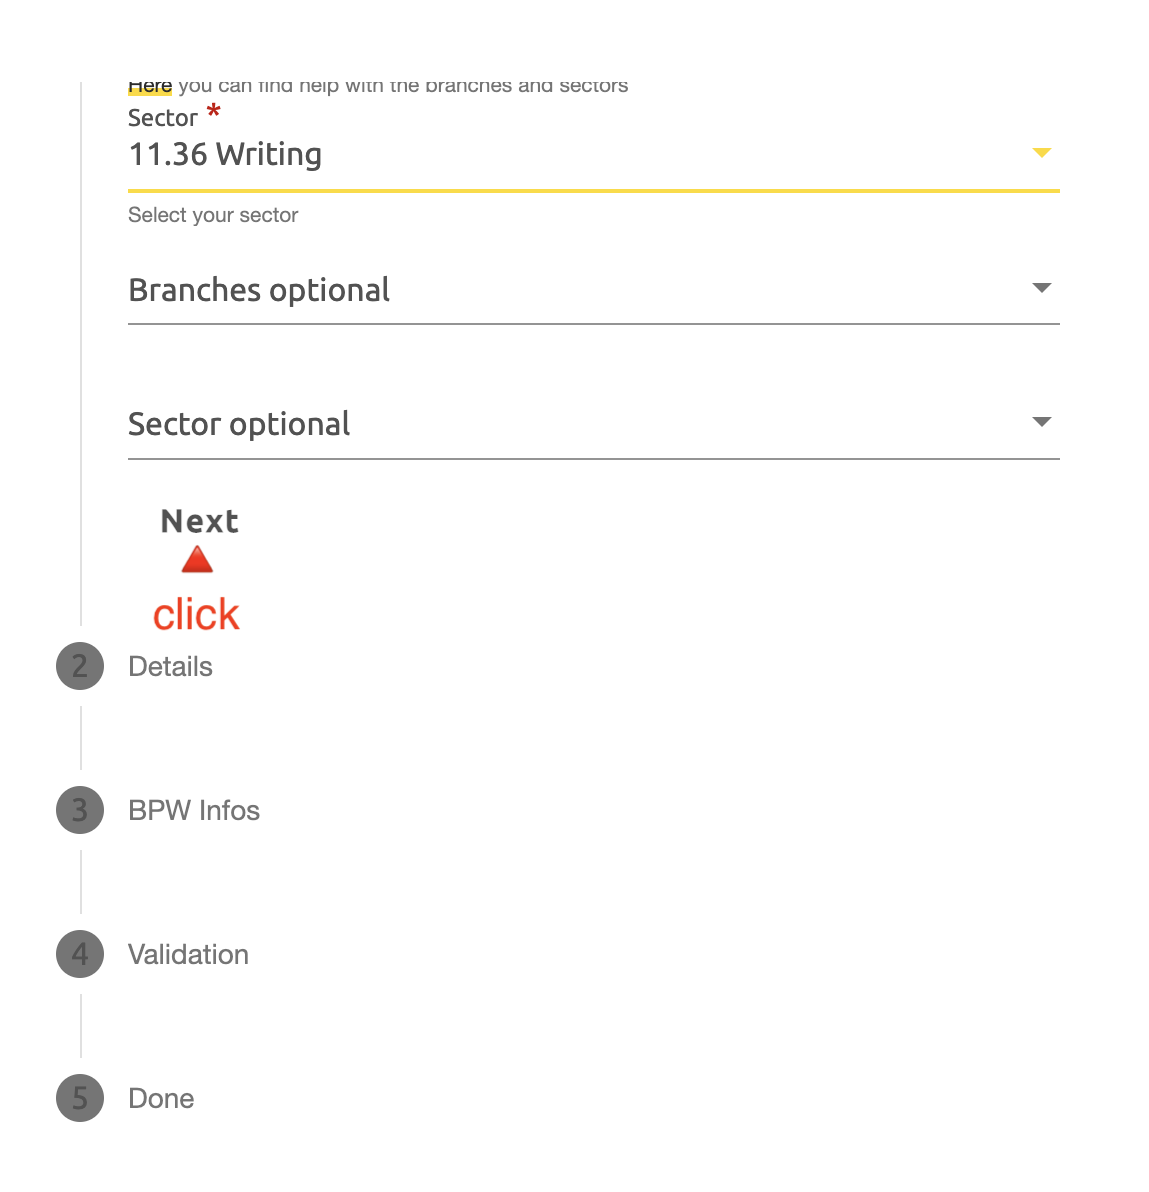 Here you can find help with the branches and sectors
Sector *
11.36 Writing
Select your sector
Branches optional
Sector optional
Next
click
2 Details
3 BPW Infos
4 Validation
5 Done